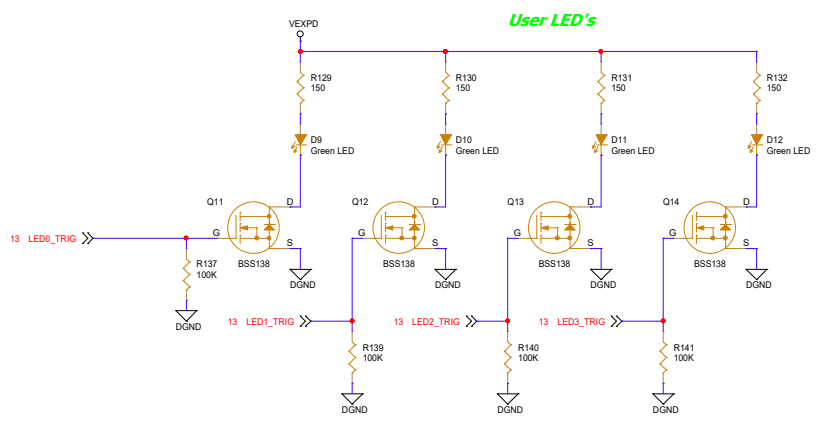 User LED's
VEXPD
R129
150
R130
150
R131
150
R132
150
D9
Green LED
D10
Green LED
D11
Green LED
D12
Green LED
Q11
D
G
S
BSS138
Q12
D
G
S
BSS138
Q13
D
G
S
BSS138
Q14
D
G
S
BSS138
13 LED0_TRIG
R137
100K
DGND
DGND
DGND
DGND
DGND
13 LED1_TRIG
13 LED2_TRIG
13 LED3_TRIG
R139
100K
R140
100K
R141
100K
DGND
DGND
DGND